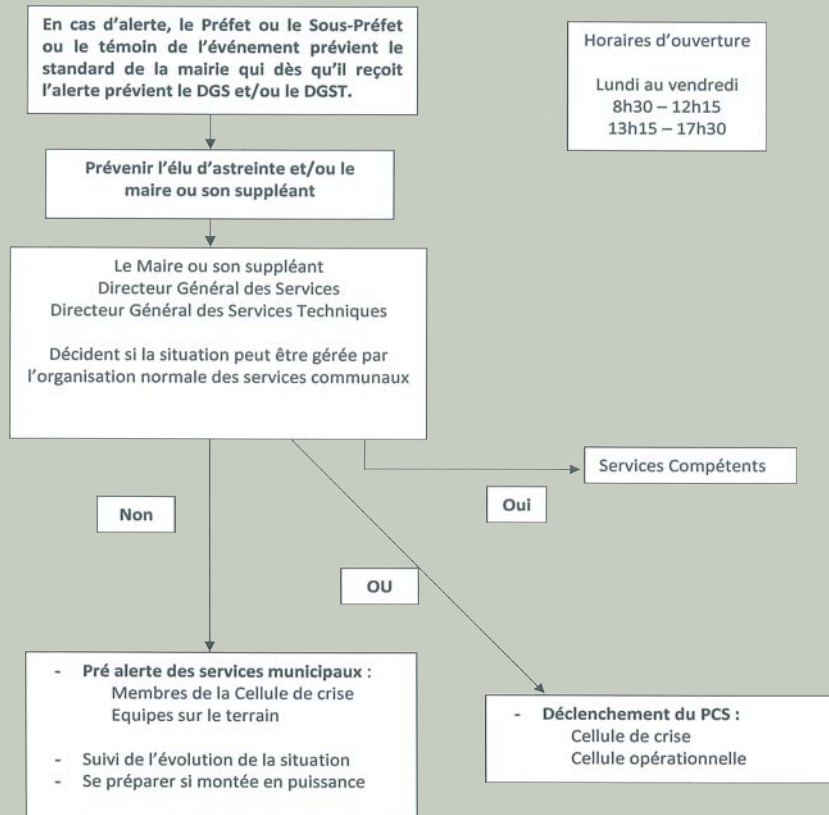 En cas d'alerte, le Préfet ou le Sous-Préfet
ou le témoin de l'événement prévient le
standard de la mairie qui dès qu'il reçoit
l'alerte prévient le DGS et/ou le DGST.
Horaires d'ouverture
Lundi au vendredi
8h30 – 12h15
13h15 – 17h30
Prévenir l'élu d'astreinte et/ou le
maire ou son suppléant
Le Maire ou son suppléant
Directeur Général des Services
Directeur Général des Services Techniques
Décident si la situation peut être gérée par
l'organisation normale des services communaux
Services Compétents
Oui
Non
OU
- Pré alerte des services municipaux :
Membres de la Cellule de crise
Equipes sur le terrain
- Suivi de l'évolution de la situation
- Se préparer si montée en puissance
- Déclenchement du PCS :
Cellule de crise
Cellule opérationnelle